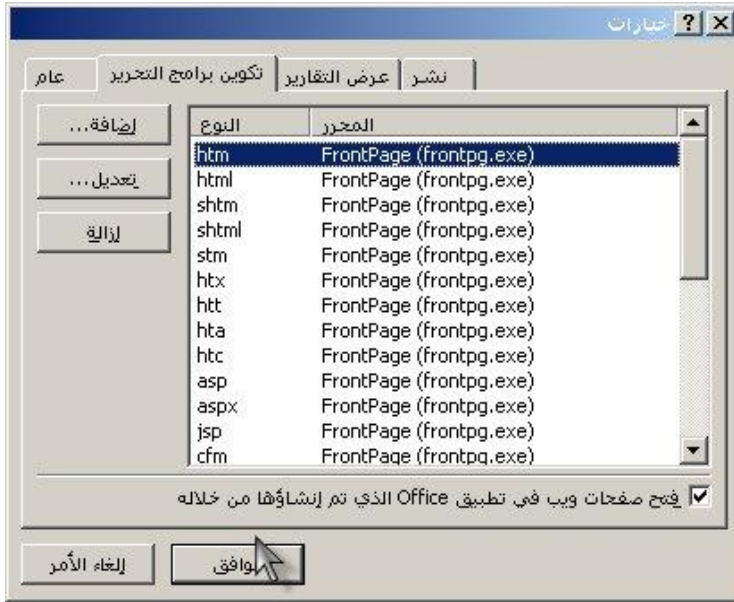 خيارات
نشر	عرض التقارير	تكوين برامج التحرير	عام
النوع	المحرر
htm	FrontPage (frontpg.exe)
html	FrontPage (frontpg.exe)
shtm	FrontPage (frontpg.exe)
shtml	FrontPage (frontpg.exe)
stm	FrontPage (frontpg.exe)
htx	FrontPage (frontpg.exe)
htt	FrontPage (frontpg.exe)
hta	FrontPage (frontpg.exe)
htc	FrontPage (frontpg.exe)
asp	FrontPage (frontpg.exe)
aspx	FrontPage (frontpg.exe)
jsp	FrontPage (frontpg.exe)
cfm	FrontPage (frontpg.exe)
إضافة...
تعديل...
إزالة
فتح صفحات ويب في تطبيق Office الذي تم إنشاؤها من خلاله
موافق	إلغاء الأمر